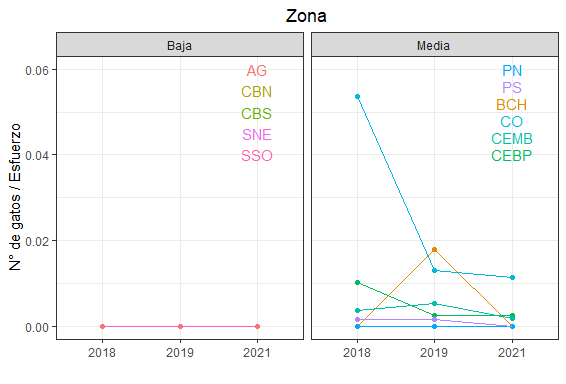 Zona
Baja
Media
N° de gatos / Esfuerzo
0.06
0.04
0.02
0.00
AG
CBN
CBS
SNE
SSO
PN
PS
BCH
CO
CEMB
CEBP
2018
2019
2021
2018
2019
2021